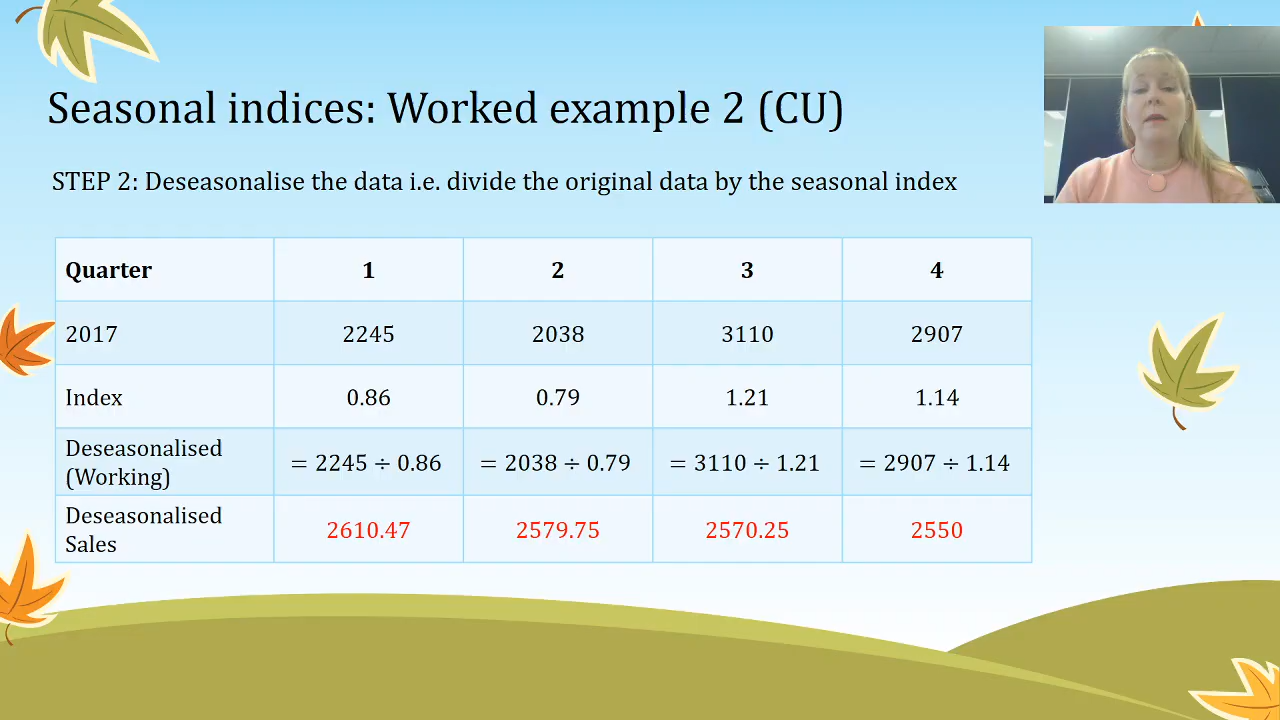 Seasonal indices: Worked example 2 (CU)
STEP 2: Deseasonalise the data i.e. divide the original data by the seasonal index
Quarter 1 2 3 4
2017 2245 2038 3110 2907
Index 0.86 0.79 1.21 1.14
Deseasonalised
(Working) = 2245 ÷ 0.86 = 2038 ÷ 0.79 = 3110 ÷ 1.21 = 2907 ÷ 1.14
Deseasonalised
Sales 2610.47 2579.75 2570.25 2550